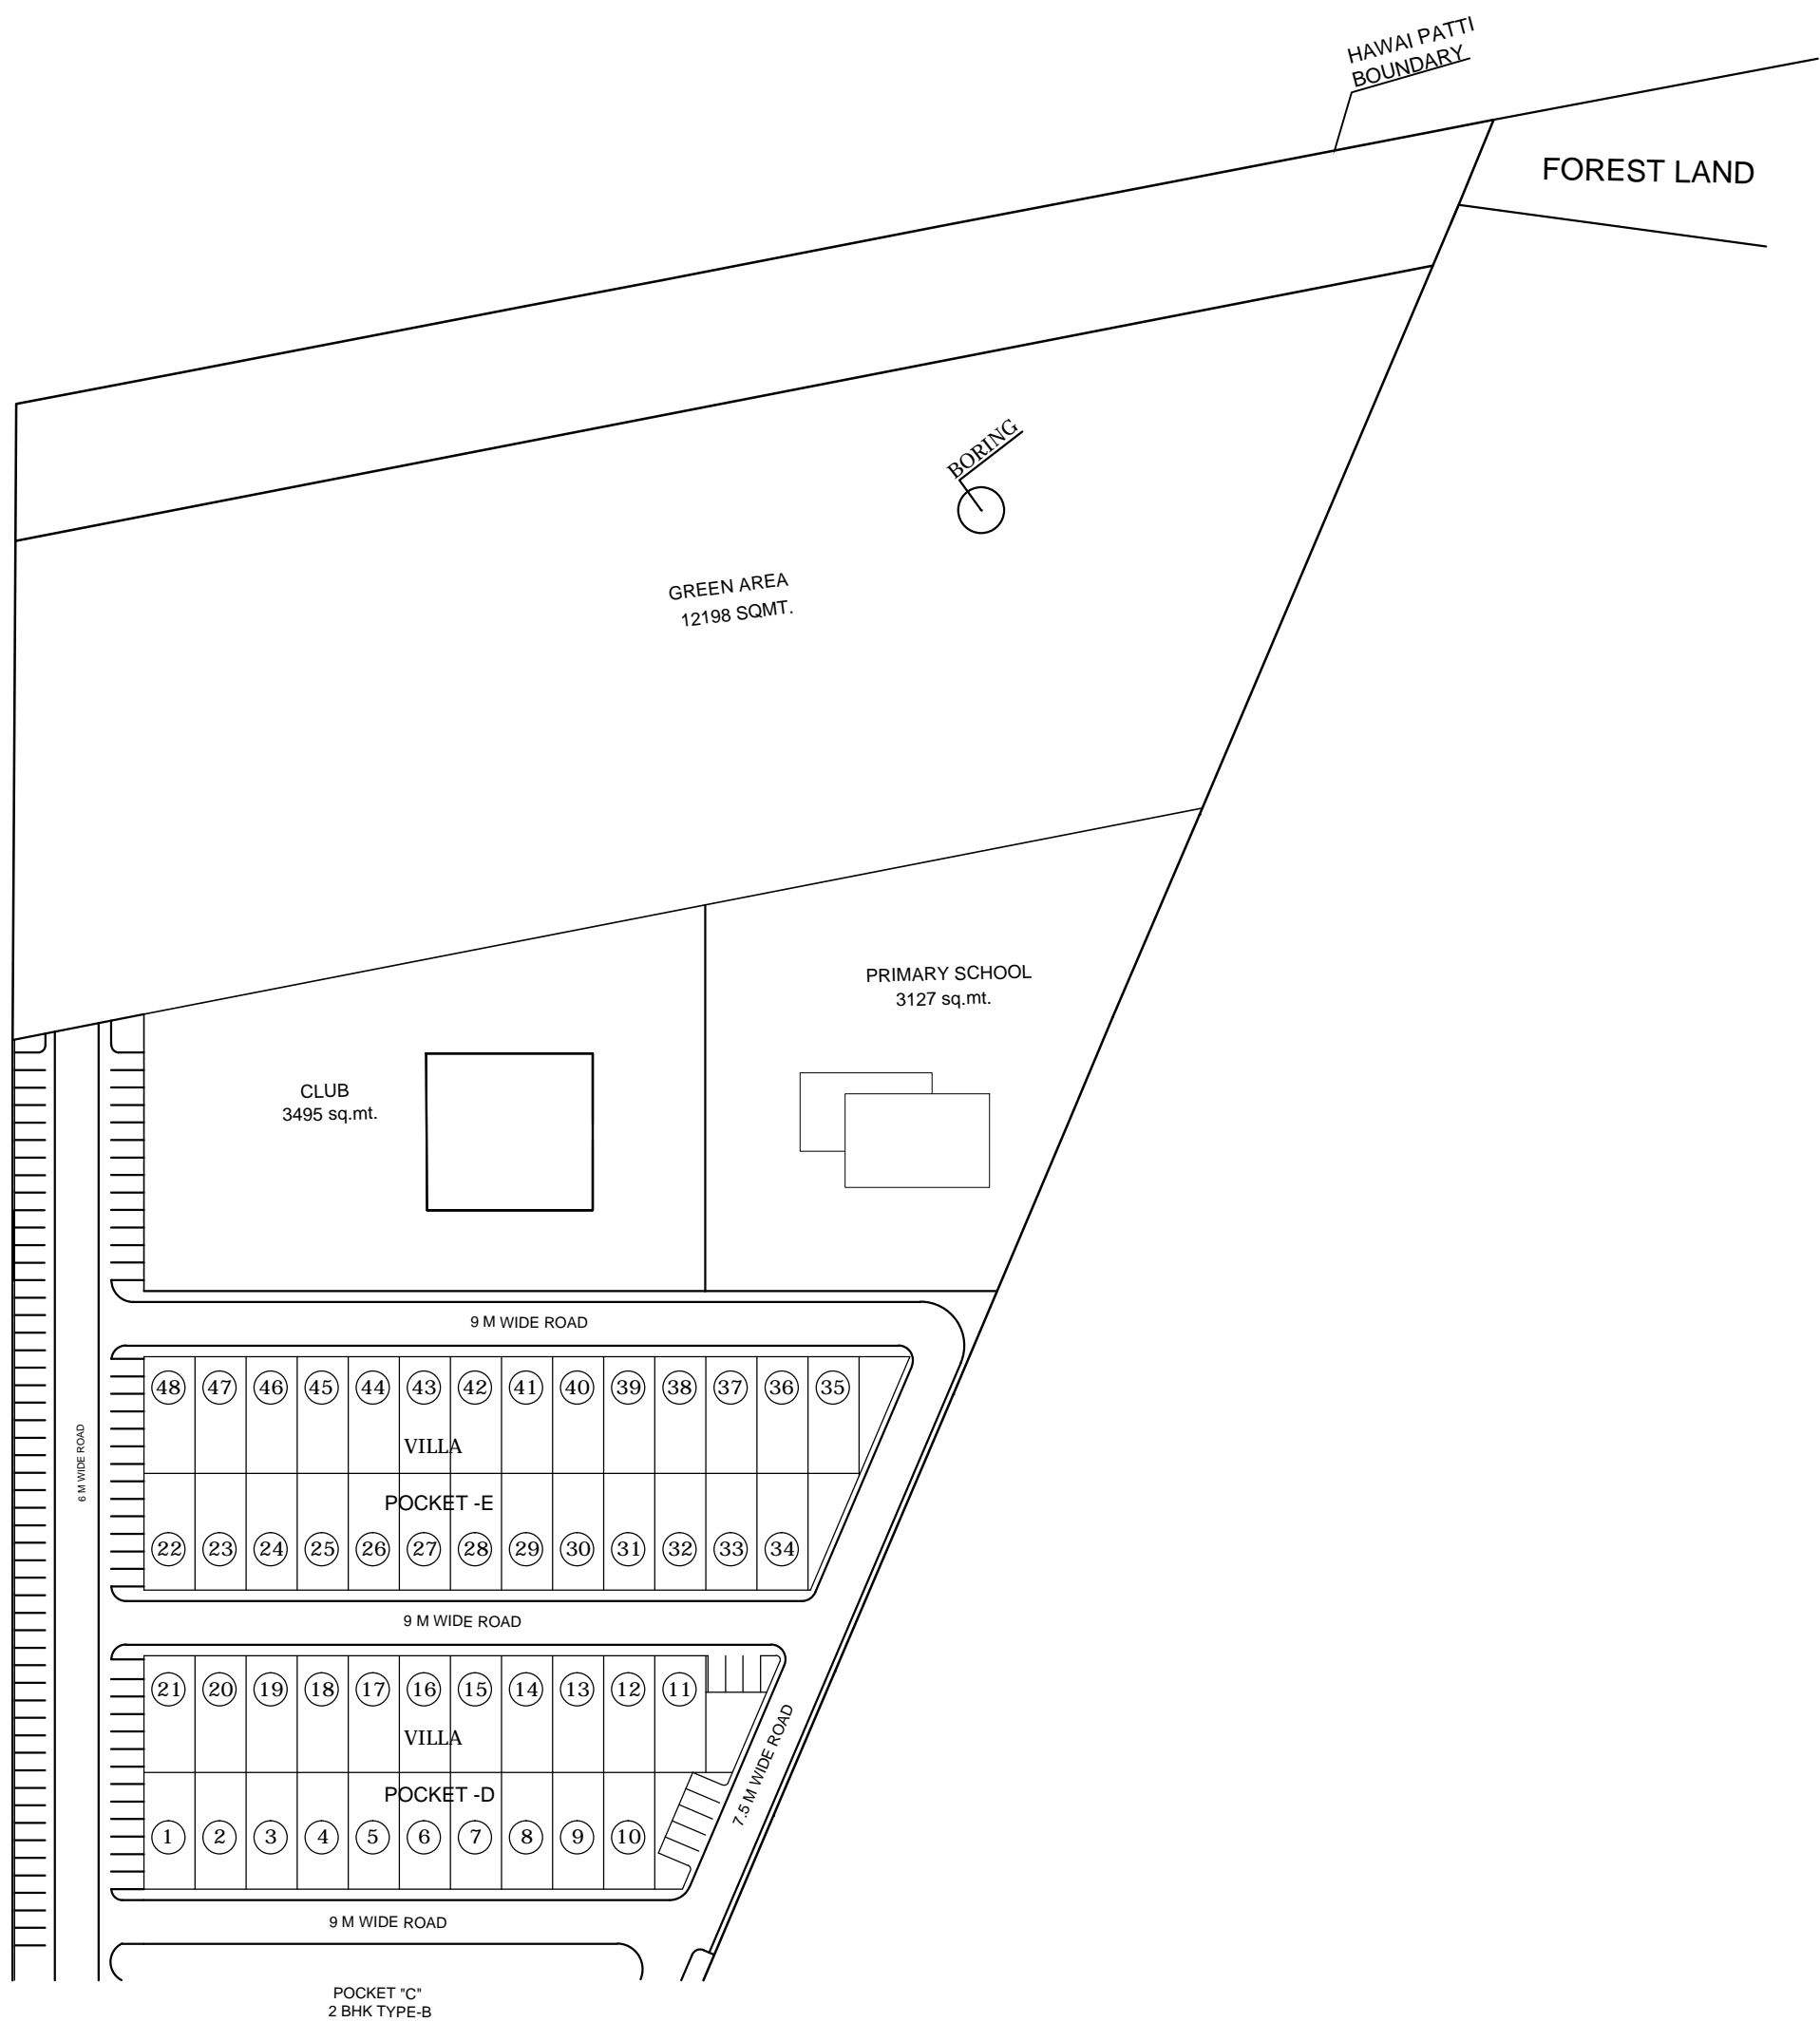 HAWAI PATTI
BOUNDARY
FOREST LAND
BORING
GREEN AREA
12198 SQMT.
PRIMARY SCHOOL
3127 sq.mt.
CLUB
3495 sq.mt.
9 M WIDE ROAD
48 47 46 45 44 43 42 41 40 39 38 37 36 35
VILLA
6 M WIDE ROAD
POCKET -E
22 23 24 25 26 27 28 29 30 31 32 33 34
9 M WIDE ROAD
21 20 19 18 17 16 15 14 13 12 11
VILLA
7.5 M WIDE ROAD
POCKET -D
1 2 3 4 5 6 7 8 9 10
9 M WIDE ROAD
POCKET "C"
2 BHK TYPE-B